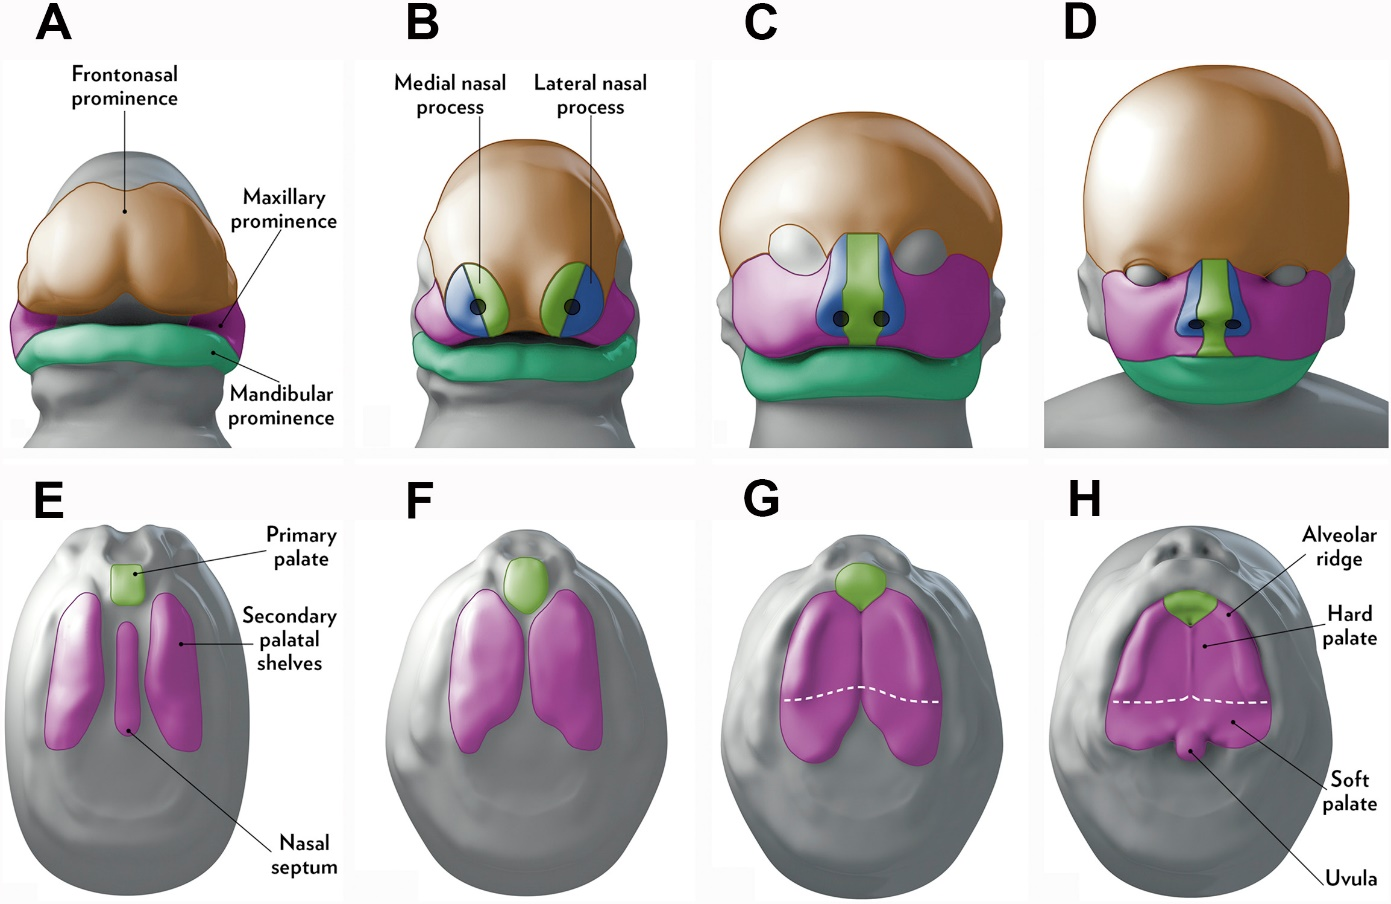 A
B
C
D
Frontonasal
prominence
Maxillary
prominence
Mandibular
prominence
Medial nasal
process
Lateral nasal
process
E
F
G
H
Primary
palate
Secondary
palatal
shelves
Nasal
septum
Alveolar
ridge
Hard
palate
Soft
palate
Uvula